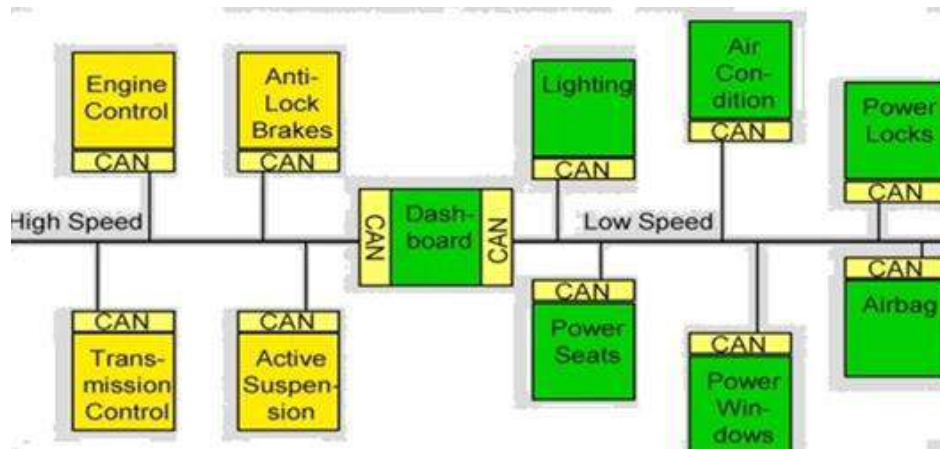 Engine
Control
CAN
Anti-
Lock
Brakes
CAN
Lighting
CAN
Air
Con-
dition
CAN
Power
Locks
CAN
High Speed
CAN
Dash-
board
CAN
Low Speed
CAN
Trans-
mission
Control
CAN
Active
Suspen-
sion
CAN
Power
Seats
CAN
Power
Win-
dows
CAN
Airbag